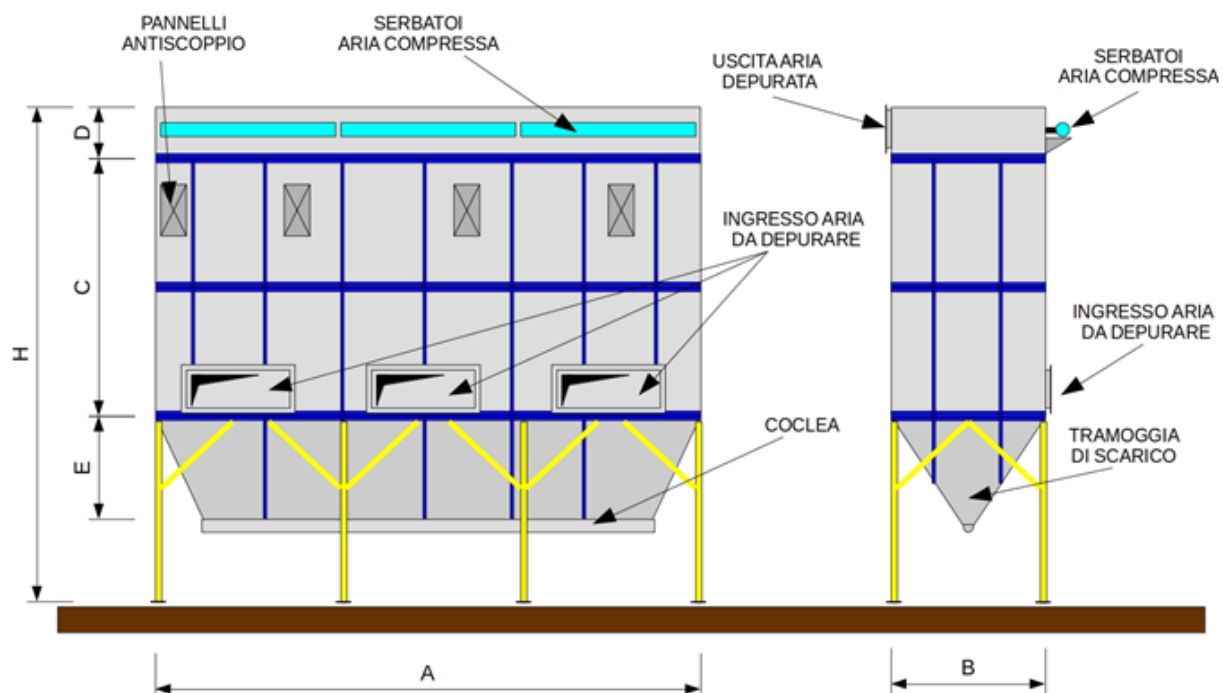 PANNELLI
ANTISCOPPIO
SERBATOI
ARIA COMPRESSA
USCITA ARIA
DEPURATA
SERBATOI
ARIA COMPRESSA
D
C
H
E
INGRESSO ARIA
DA DEPURARE
INGRESSO ARIA
DA DEPURARE
COCLEA
TRAMOGGIA
DI SCARICO
A
B